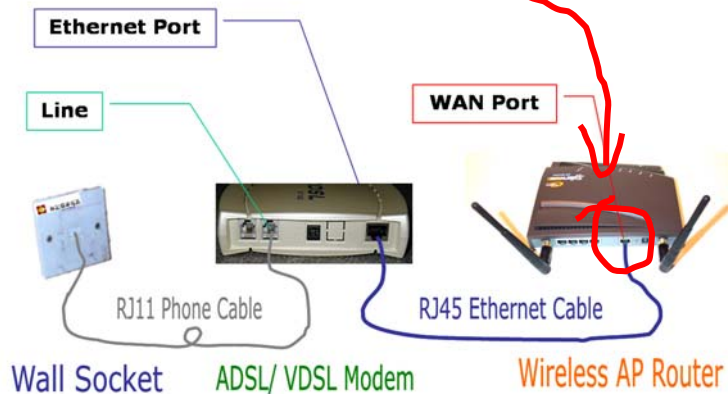 Ethernet Port
Line
WAN Port
RJ11 Phone Cable
RJ45 Ethernet Cable
Wall Socket
ADSL/ VDSL Modem
Wireless AP Router